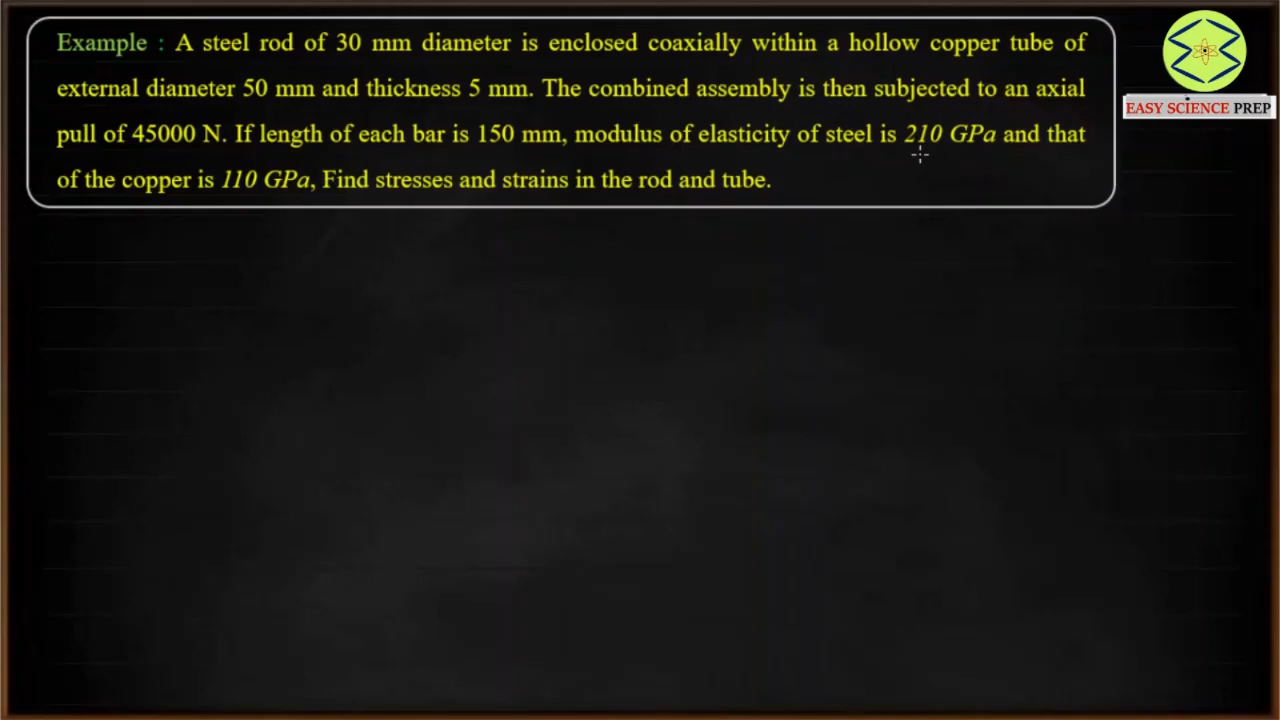 Example : A steel rod of 30 mm diameter is enclosed coaxially within a hollow copper tube of
external diameter 50 mm and thickness 5 mm. The combined assembly is then subjected to an axial
pull of 45000 N. If length of each bar is 150 mm, modulus of elasticity of steel is 210 GPa and that
of the copper is 110 GPa, Find stresses and strains in the rod and tube.
EASY SCIENCE PREP